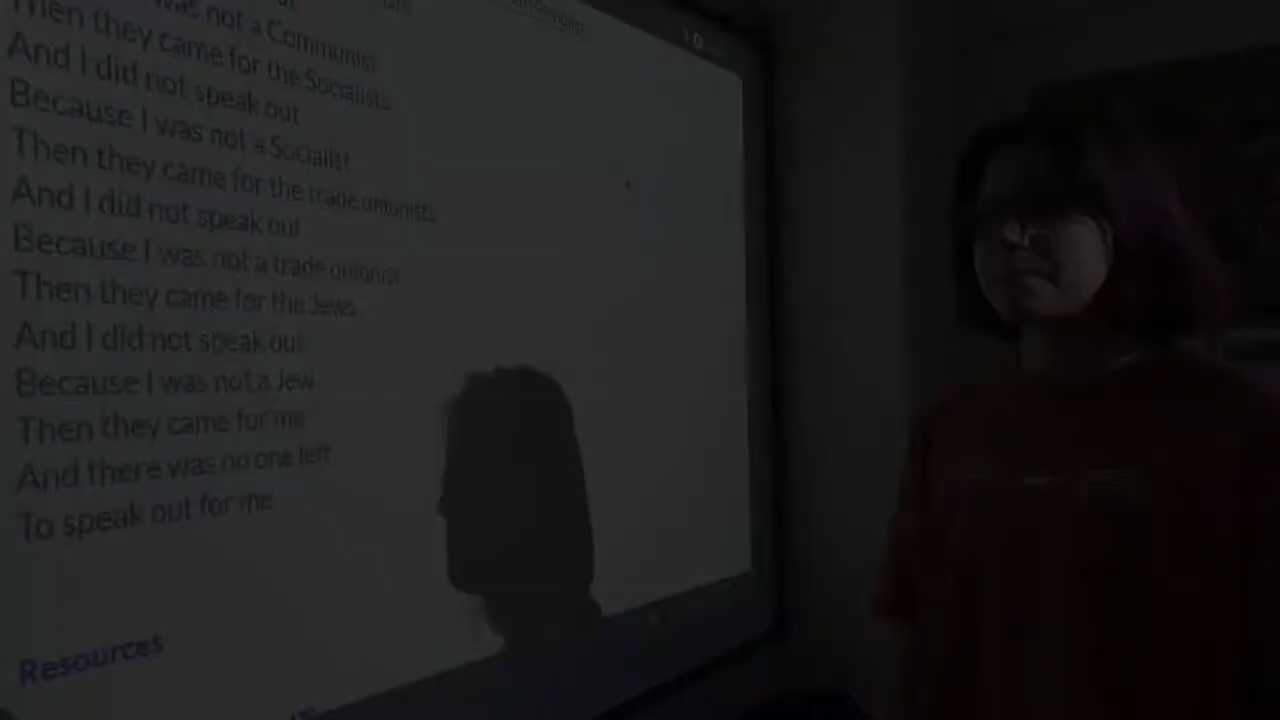 was not a Communist
Then they came for the Socialists
And I did not speak out
Because I was not a Socialist
Then they came for the trade unionists
And I did not speak out
Because I was not a trade unionist
Then they came for the Jews
And I did not speak out
Because I was not a Jew
Then they came for me
And there was no one left
To speak out for me
Resources